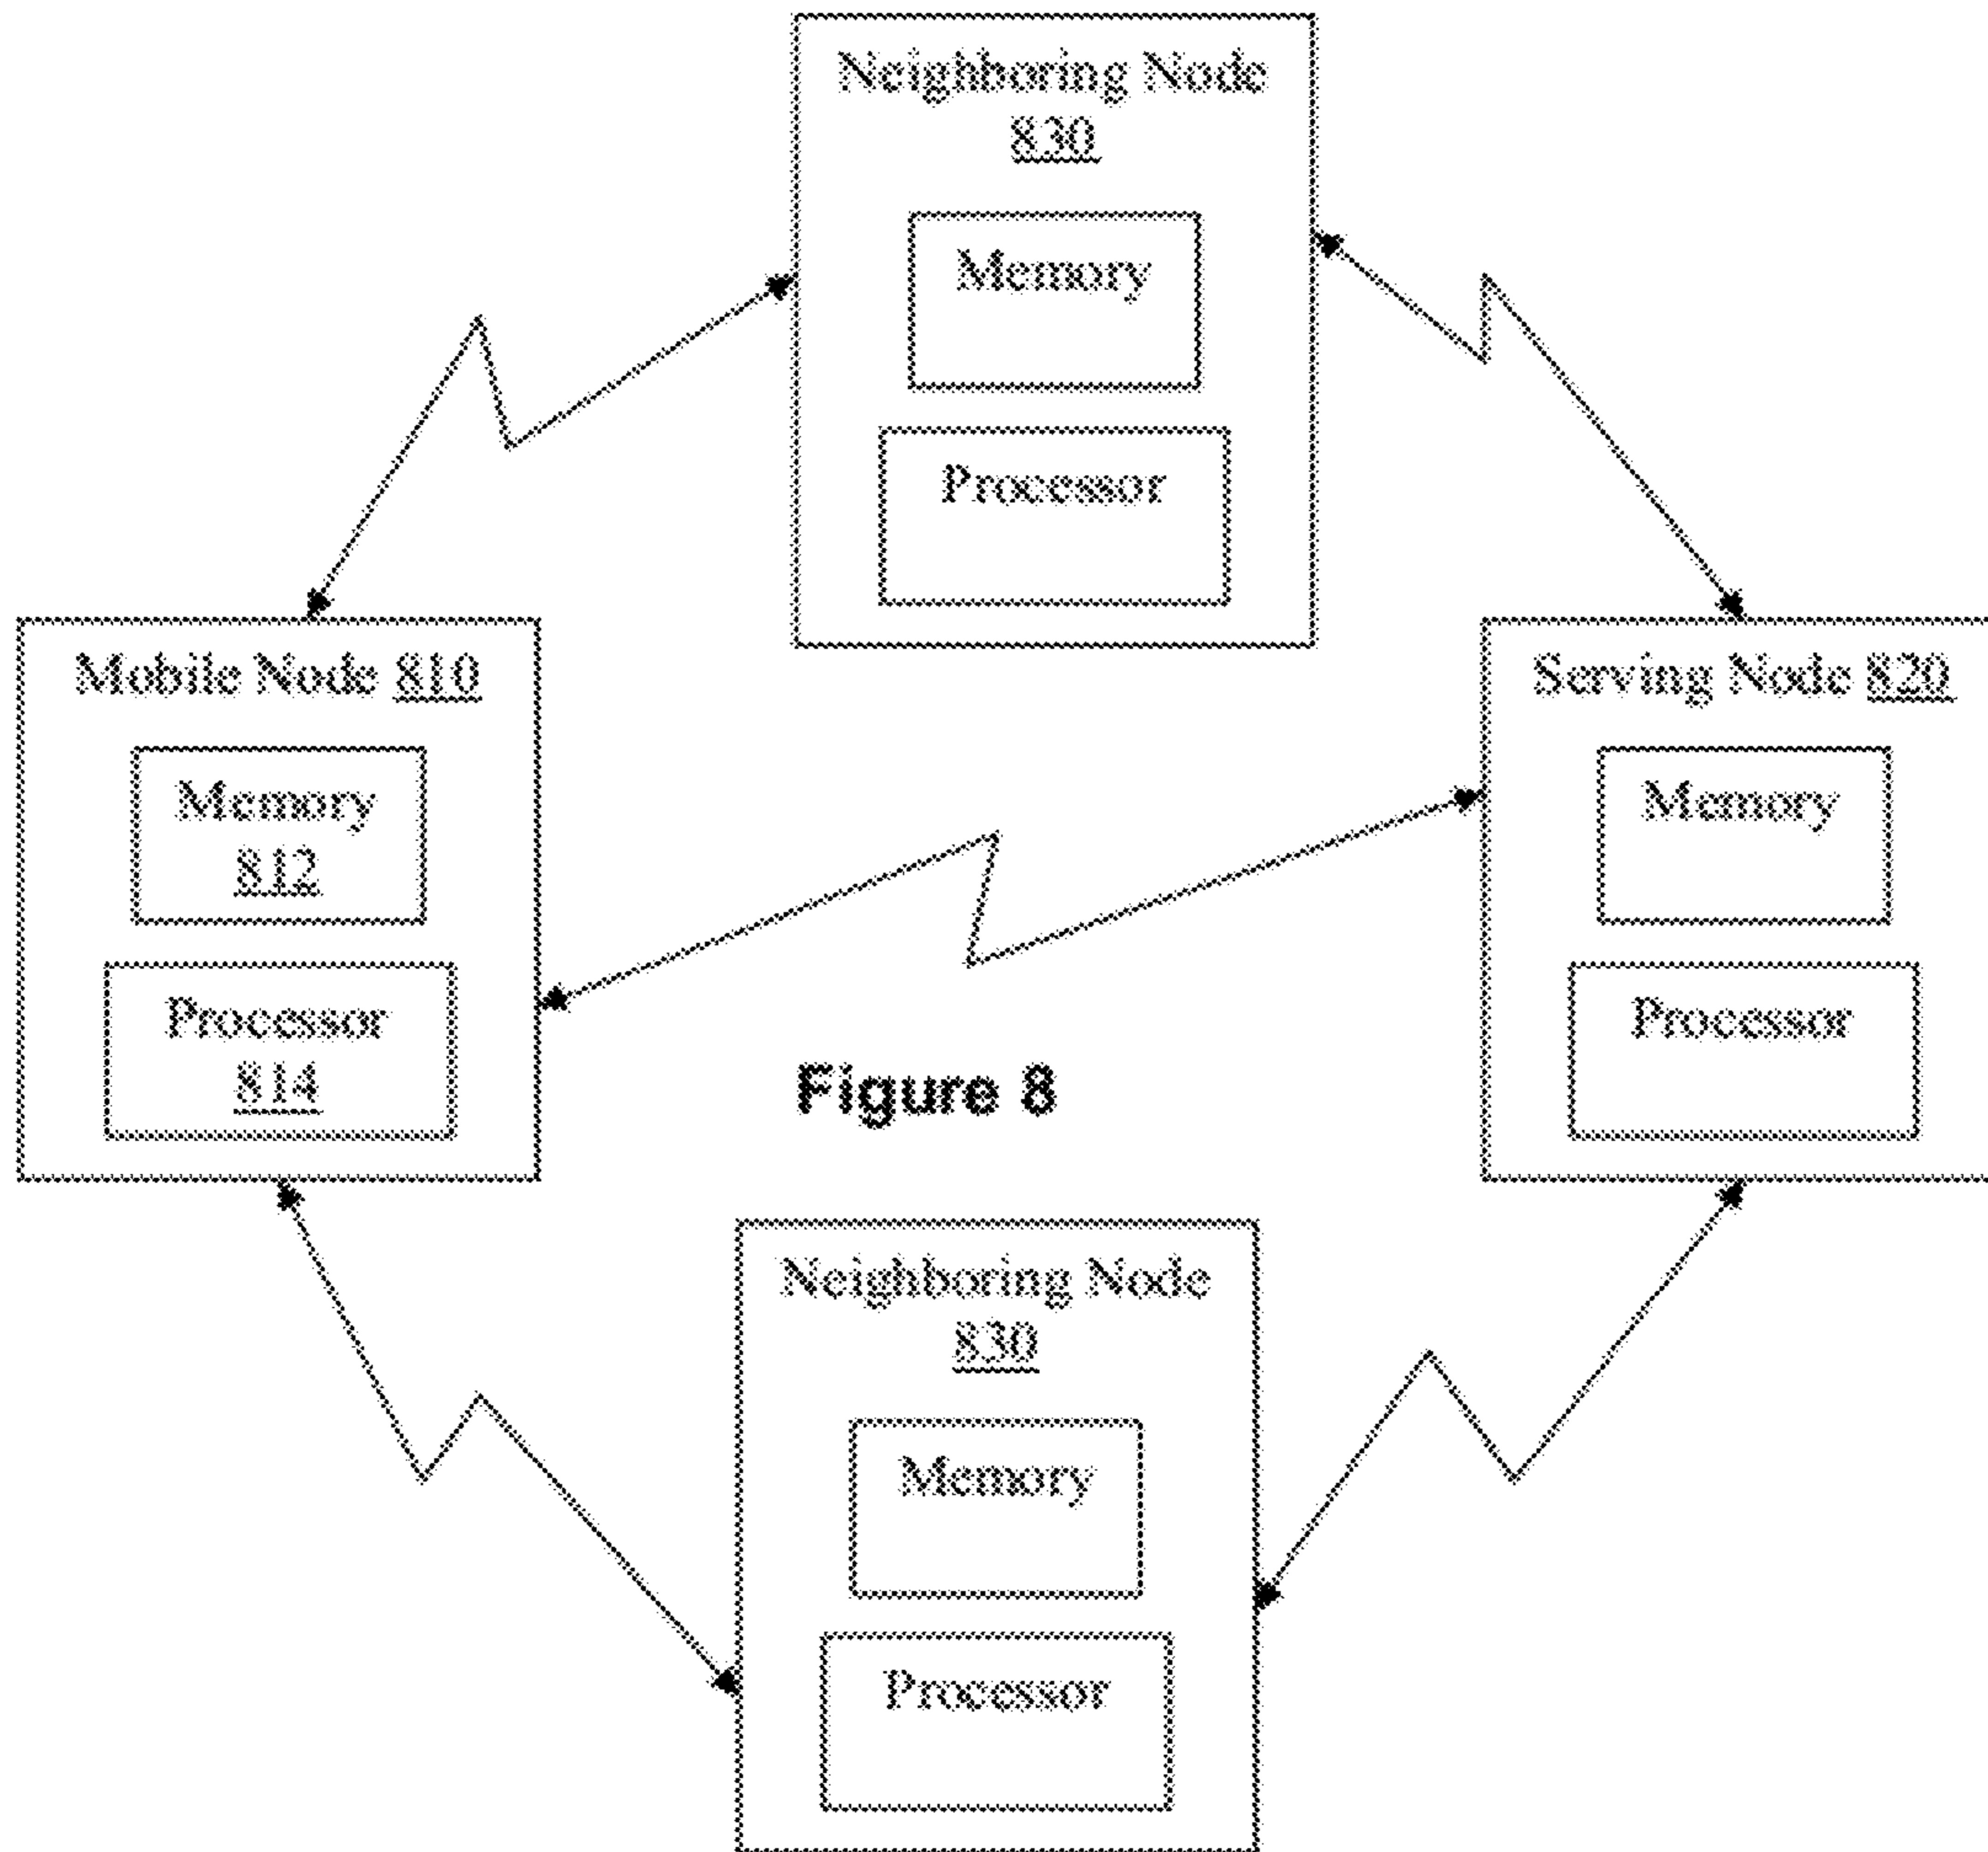 Neighboring Node
830
Memory
Processor
Mobile Node 810
Memory
812
Processor
814
Serving Node 820
Memory
Processor
Figure 8
Neighboring Node
830
Memory
Processor